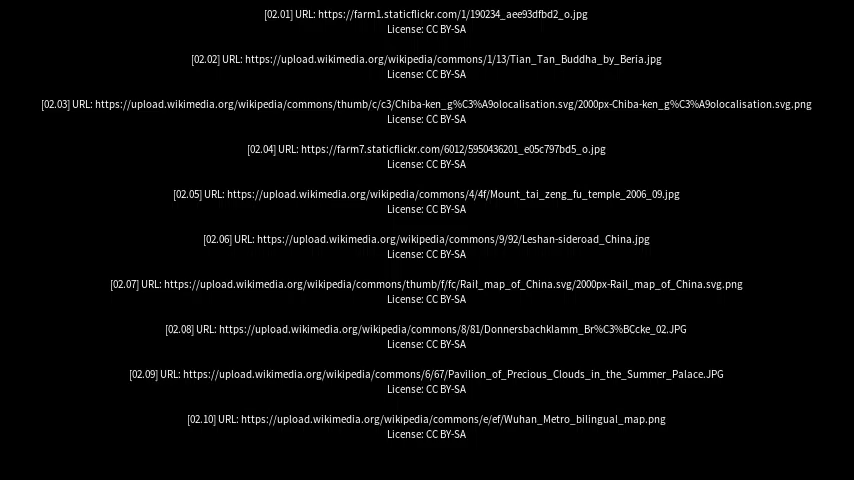 [02.01] URL: https://farm1.staticflickr.com/1/190234_aee93dfbd2_o.jpg
License: CC BY-SA
[02.02] URL: https://upload.wikimedia.org/wikipedia/commons/1/13/Tian_Tan_Buddha_by_Beria.jpg
License: CC BY-SA
[02.03] URL: https://upload.wikimedia.org/wikipedia/commons/thumb/c/c3/Chiba-ken_g%C3%A9olocalisation.svg/2000px-Chiba-ken_g%C3%A9olocalisation.svg.png
License: CC BY-SA
[02.04] URL: https://farm7.staticflickr.com/6012/5950436201_e05c797bd5_o.jpg
License: CC BY-SA
[02.05] URL: https://upload.wikimedia.org/wikipedia/commons/4/4f/Mount_tai_zeng_fu_temple_2006_09.jpg
License: CC BY-SA
[02.06] URL: https://upload.wikimedia.org/wikipedia/commons/9/92/Leshan-sideroad_China.jpg
License: CC BY-SA
[02.07] URL: https://upload.wikimedia.org/wikipedia/commons/thumb/f/fc/Rail_map_of_China.svg/2000px-Rail_map_of_China.svg.png
License: CC BY-SA
[02.08] URL: https://upload.wikimedia.org/wikipedia/commons/8/81/Donnersbachklamm_Br%C3%BCcke_02.JPG
License: CC BY-SA
[02.09] URL: https://upload.wikimedia.org/wikipedia/commons/6/67/Pavilion_of_Precious_Clouds_in_the_Summer_Palace.JPG
License: CC BY-SA
[02.10] URL: https://upload.wikimedia.org/wikipedia/commons/e/ef/Wuhan_Metro_bilingual_map.png
License: CC BY-SA